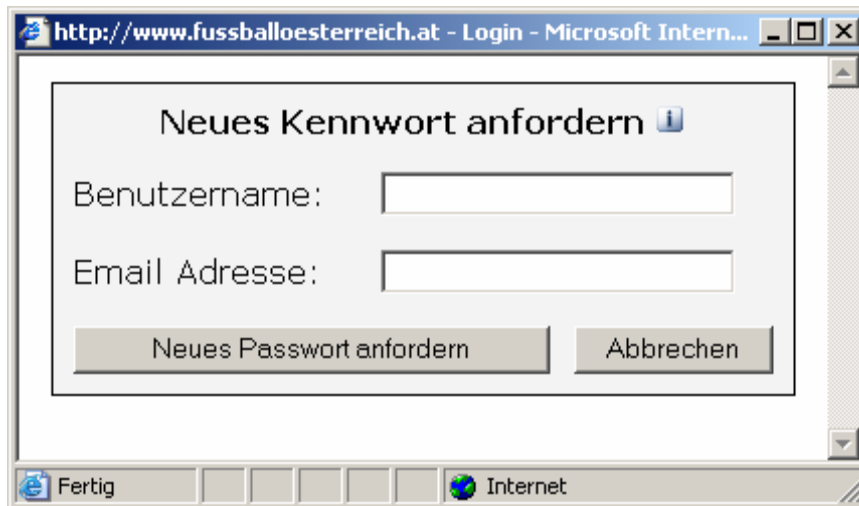 http://www.fussballoesterreich.at - Login - Microsoft Intern...
Neues Kennwort anfordern
Benutzername:
Email Adresse:
Neues Passwort anfordern Abbrechen
Fertig Internet